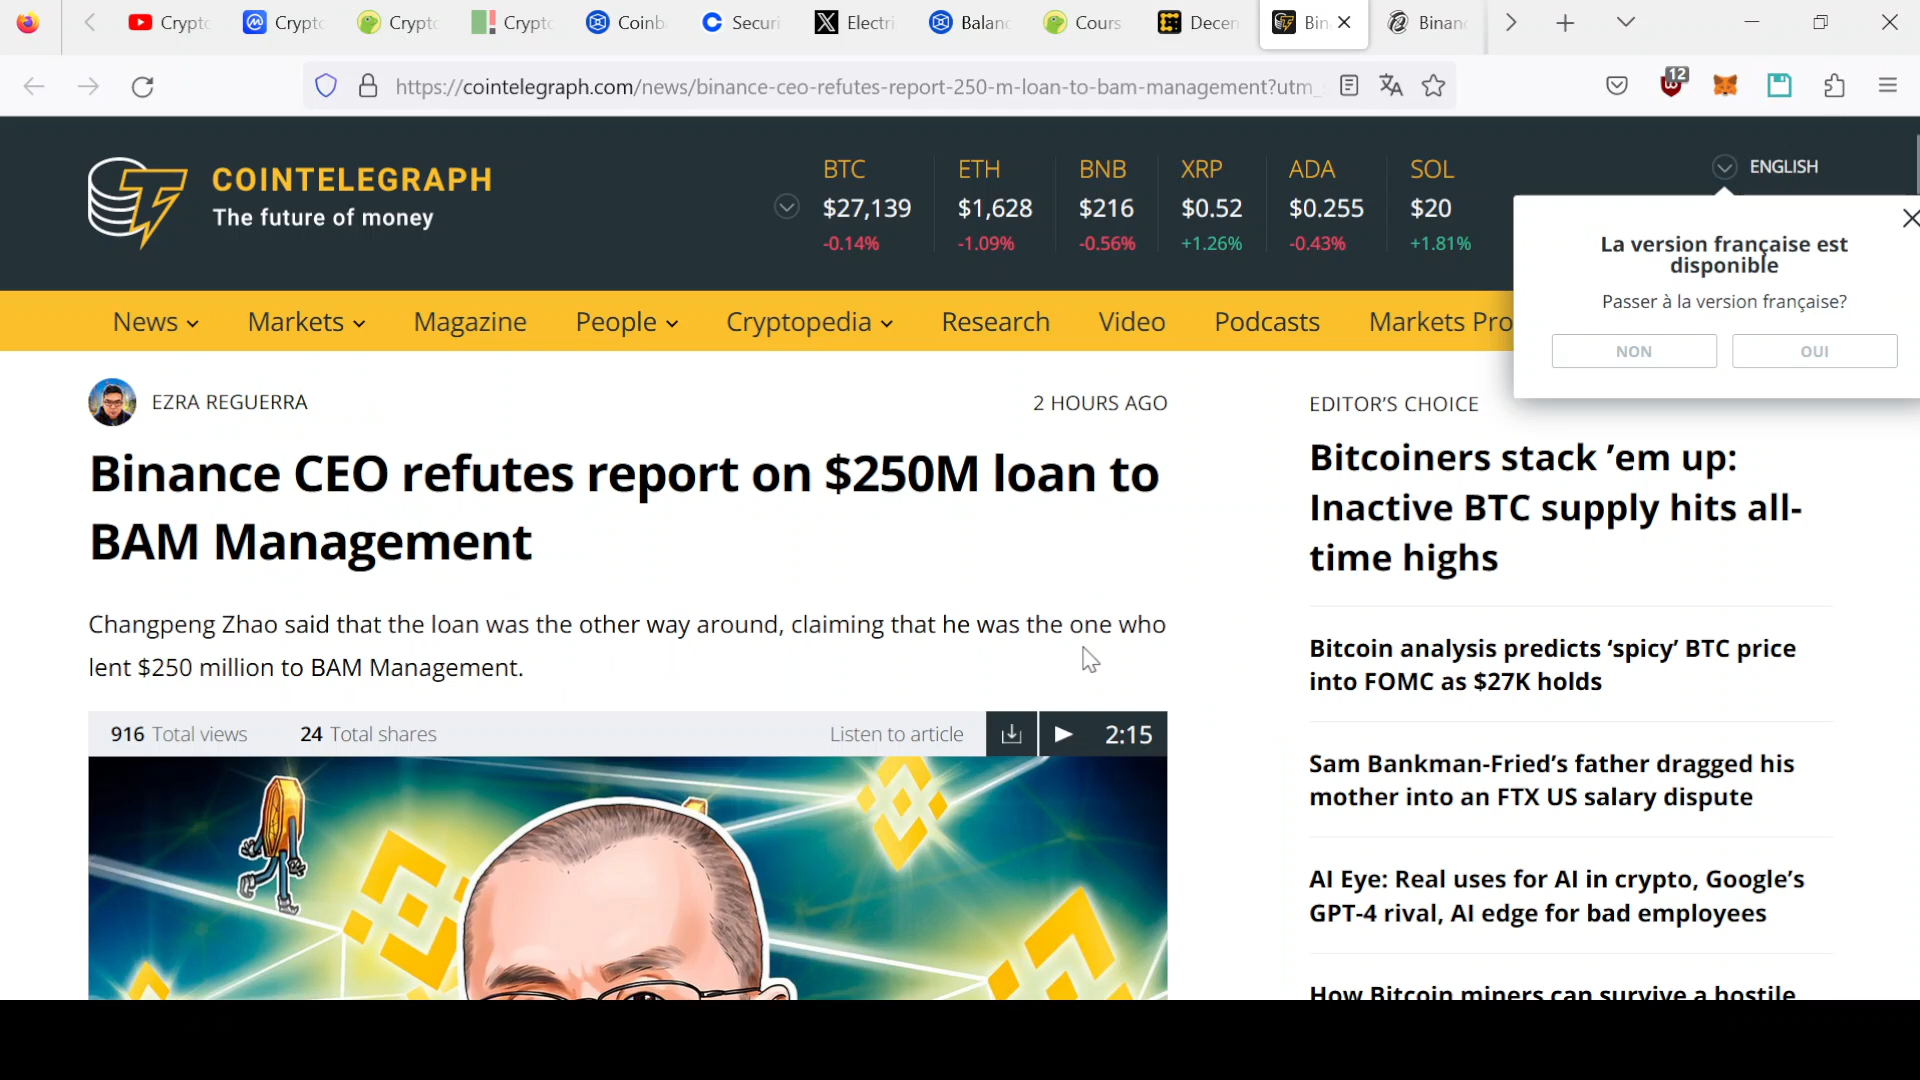 Crypto
Crypto
Crypto
Crypto
Coinb
Securi
Electri
Balanc
Cours
Decen
Bin
Binan
https://cointelegraph.com/news/binance-ceo-refutes-report-250-m-loan-to-bam-management?utm_
12
COINTELEGRAPH
The future of money
BTC ETH BNB XRP ADA SOL
$27,139 $1,628 $216 $0.52 $0.255 $20
-0.14% -1.09% -0.56% +1.26% -0.43% +1.81%
ENGLISH
La version française est
disponible
Passer à la version française?
NON OUI
News Markets Magazine People Cryptopedia Research Video Podcasts Markets Pro
EZRA REGUERRA
2 HOURS AGO
Binance CEO refutes report on $250M loan to
BAM Management
Changpeng Zhao said that the loan was the other way around, claiming that he was the one who
lent $250 million to BAM Management.
916 Total views 24 Total shares Listen to article 2:15
EDITOR'S CHOICE
Bitcoiners stack ’em up:
Inactive BTC supply hits all-
time highs
Bitcoin analysis predicts ‘spicy’ BTC price
into FOMC as $27K holds
Sam Bankman-Fried’s father dragged his
mother into an FTX US salary dispute
AI Eye: Real uses for AI in crypto, Google’s
GPT-4 rival, AI edge for bad employees
How Bitcoin miners can survive a hostile